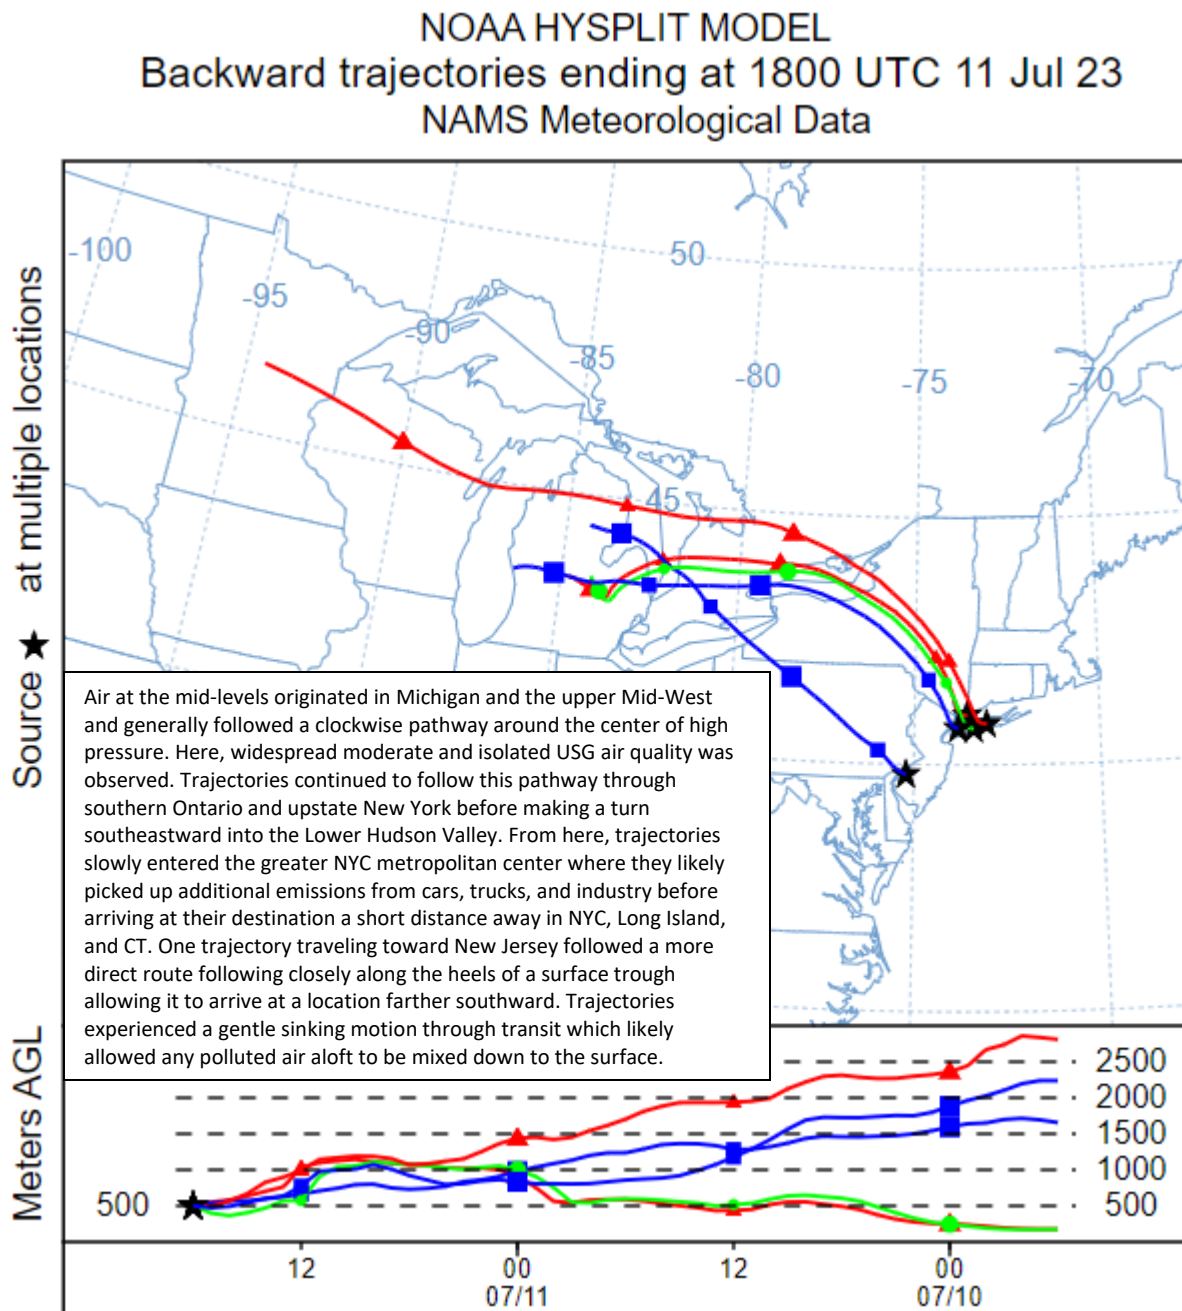 NOAA HYSPLIT MODEL
Backward trajectories ending at 1800 UTC 11 Jul 23
NAMS Meteorological Data
Source ★ at multiple locations
-100
-95
-90
-85
-80
-75
-70
50
45
Air at the mid-levels originated in Michigan and the upper Mid-West
and generally followed a clockwise pathway around the center of high
pressure. Here, widespread moderate and isolated USG air quality was
observed. Trajectories continued to follow this pathway through
southern Ontario and upstate New York before making a turn
southeastward into the Lower Hudson Valley. From here, trajectories
slowly entered the greater NYC metropolitan center where they likely
picked up additional emissions from cars, trucks, and industry before
arriving at their destination a short distance away in NYC, Long Island,
and CT. One trajectory traveling toward New Jersey followed a more
direct route following closely along the heels of a surface trough
allowing it to arrive at a location farther southward. Trajectories
experienced a gentle sinking motion through transit which likely
allowed any polluted air aloft to be mixed down to the surface.
Meters AGL
500
2500
2000
1500
1000
500
12
00
12
00
07/11
07/10